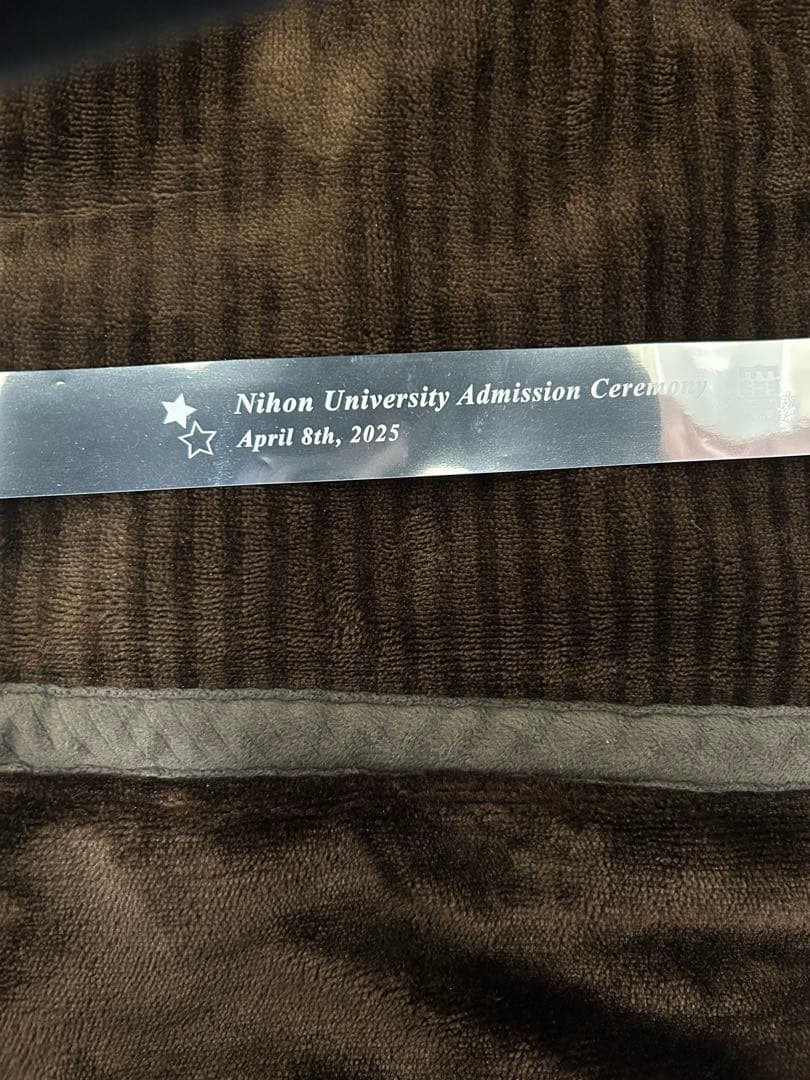 Nihon University Admission Ceremony
April 8th, 2025